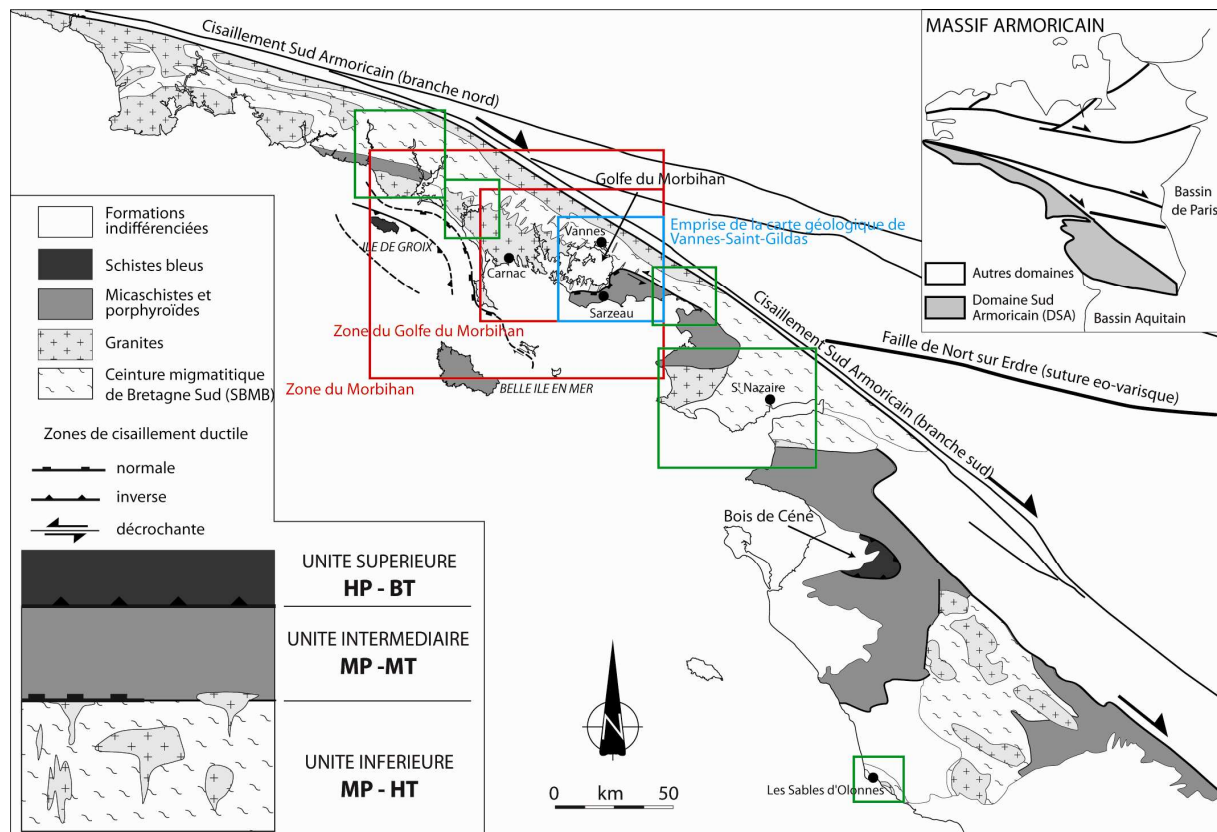 Cisaillement Sud Armoricain (branche nord)
MASSIF ARMORICAIN
Bassin
de Paris
Bassin Aquitain
Autres domaines
Domaine Sud
Armoricain (DSA)
Golfe du Morbihan
Emprise de la carte géologique de
Vannes-Saint-Gildas
Vannes
ILE DE GROIX
Carnac
Sarzeau
Zone du Golfe du Morbihan
Zone du Morbihan
BELLE ILE EN MER
Cisaillement Sud Armoricain (branche sud)
Faille de Nort sur Erdre (suture eo-varisque)
St Nazaire
Bois de Céné
Les Sables d'Olonnes
Formations
indifférenciées
Schistes bleus
Micaschistes et
porphyroïdes
Granites
Ceinture migmatitique
de Bretagne Sud (SBMB)
Zones de cisaillement ductile
normale
inverse
décrochante
UNITE SUPERIEURE
HP - BT
UNITE INTERMEDIAIRE
MP -MT
UNITE INFERIEURE
MP - HT
N
0 km 50